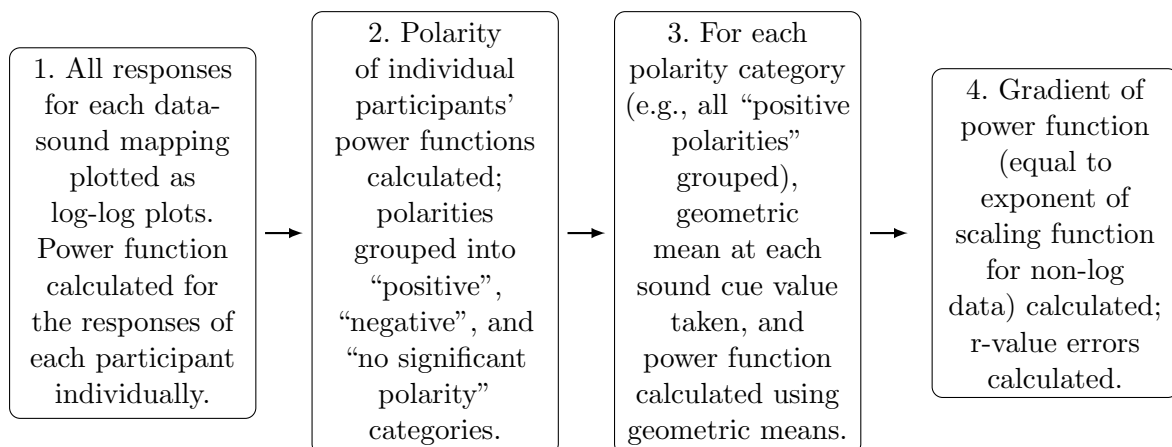 1. All responses
for each data-
sound mapping
plotted as
log-log plots.
Power function
calculated for
the responses of
each participant
individually.
2. Polarity
of individual
participants’
power functions
calculated;
polarities
grouped into
“positive”,
“negative”, and
“no significant
polarity”
categories.
3. For each
polarity category
(e.g., all “positive
polarities”
grouped),
geometric
mean at each
sound cue value
taken, and
power function
calculated using
geometric means.
4. Gradient of
power function
(equal to
exponent of
scaling function
for non-log
data) calculated;
r-value errors
calculated.